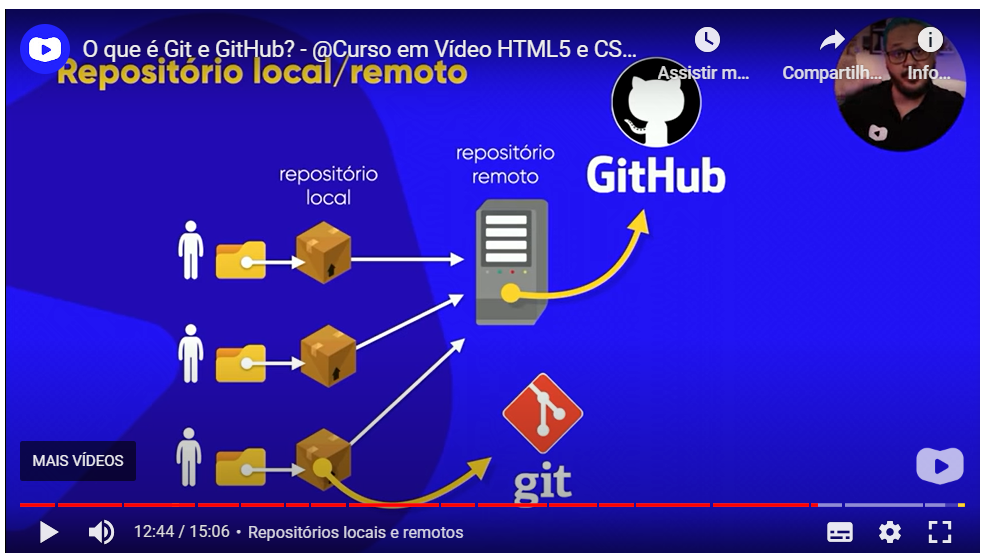 O que é Git e GitHub? - @Curso em Vídeo HTML5 e CS...
Assistir m...
Compartilh...
Info...
Repositório local/remoto
repositório
local
repositório
remoto
GitHub
git
MAIS VÍDEOS
12:44 / 15:06 • Repositórios locais e remotos